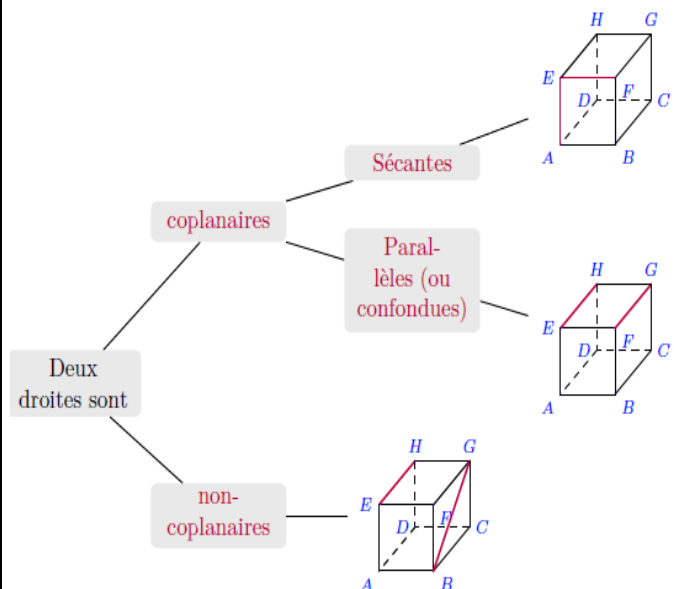 H G
E
D F C
A B
Sécantes
coplanaires
Paral-
lèles (ou
confondues)
H G
E
D F C
A B
Deux
droites sont
non-
coplanaires
H G
E
D F C
A B